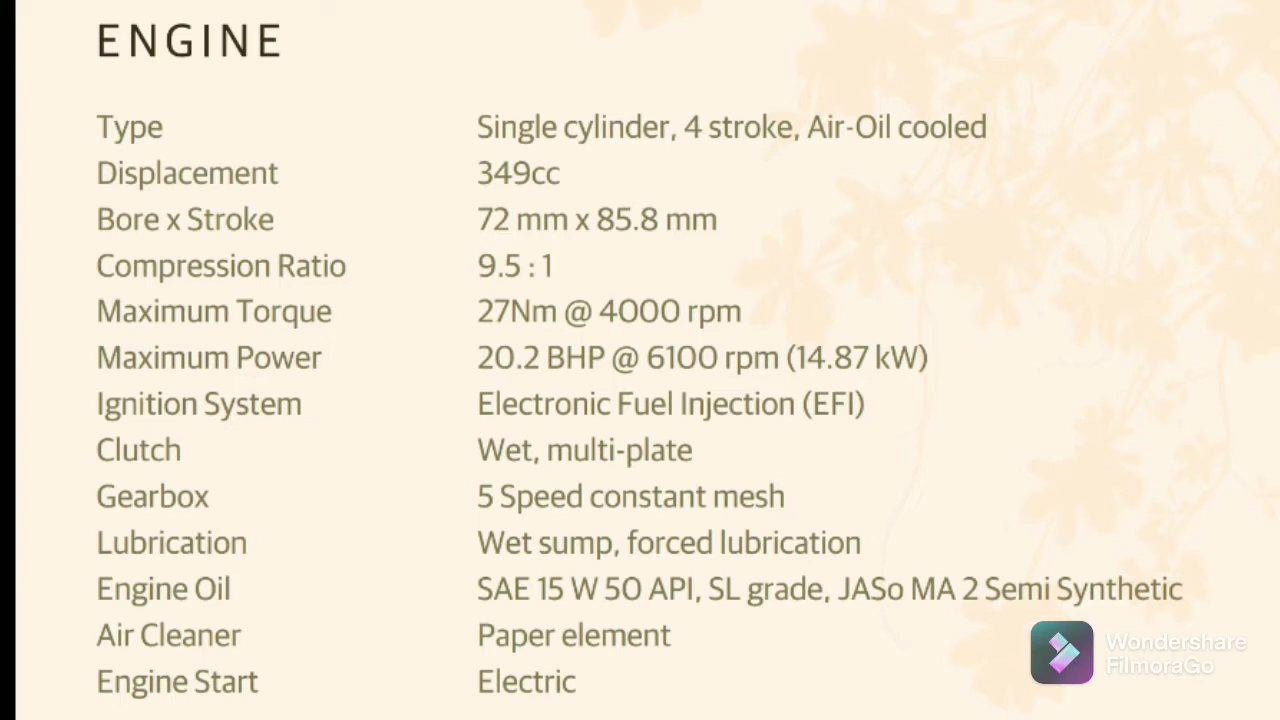 ENGINE
Type Single cylinder, 4 stroke, Air-Oil cooled
Displacement 349cc
Bore x Stroke 72 mm x 85.8 mm
Compression Ratio 9.5 : 1
Maximum Torque 27Nm @ 4000 rpm
Maximum Power 20.2 BHP @ 6100 rpm (14.87 kW)
Ignition System Electronic Fuel Injection (EFI)
Clutch Wet, multi-plate
Gearbox 5 Speed constant mesh
Lubrication Wet sump, forced lubrication
Engine Oil SAE 15 W 50 API, SL grade, JASo MA 2 Semi Synthetic
Air Cleaner Paper element
Engine Start Electric
Wondershare
FilmoraGo